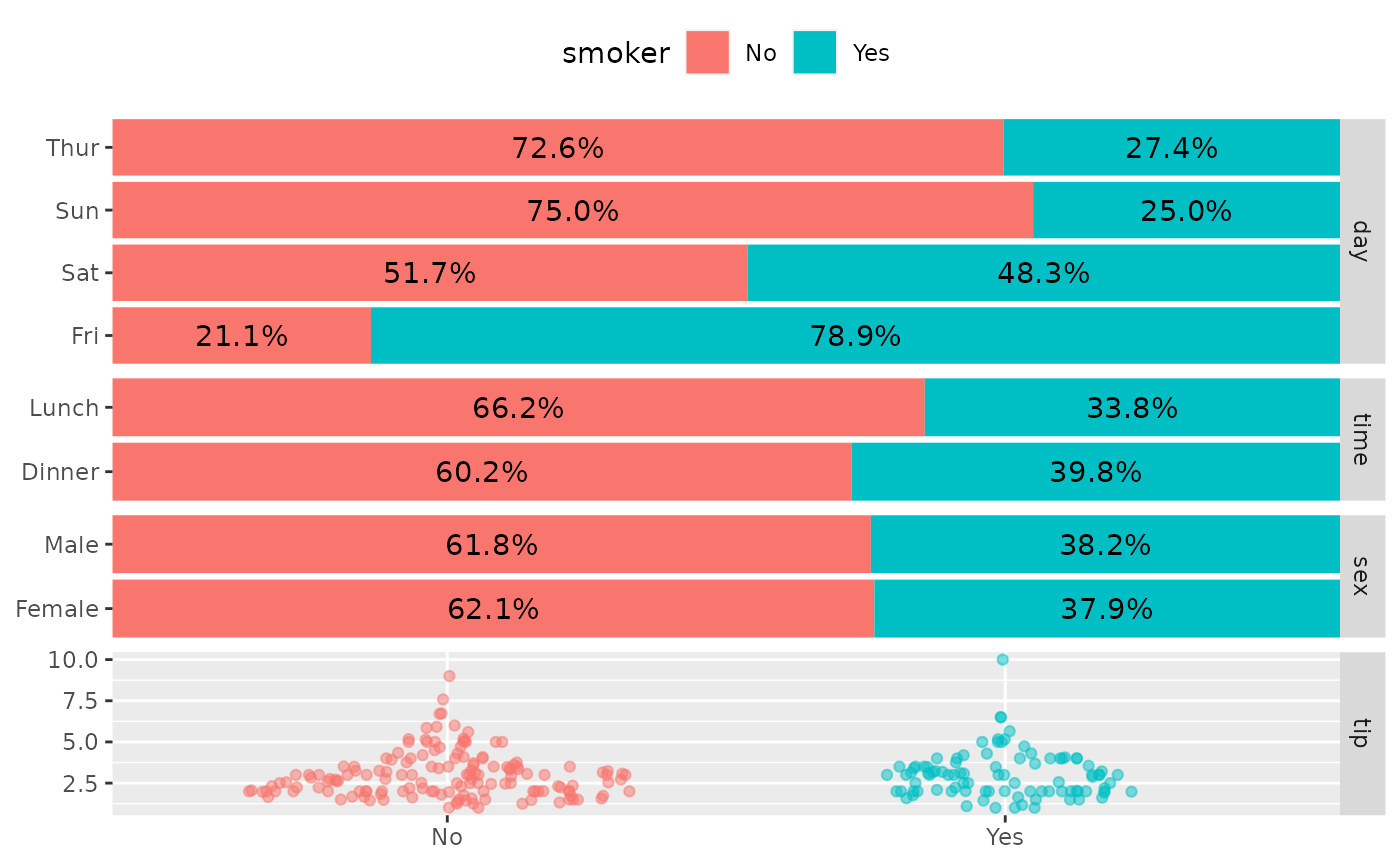 smoker No Yes
Thur 72.6% 27.4%
Sun 75.0% 25.0%
Sat 51.7% 48.3%
Fri 21.1% 78.9%
day
Lunch 66.2% 33.8%
Dinner 60.2% 39.8%
time
Male 61.8% 38.2%
Female 62.1% 37.9%
sex
10.0
7.5
5.0
2.5
tip
No Yes